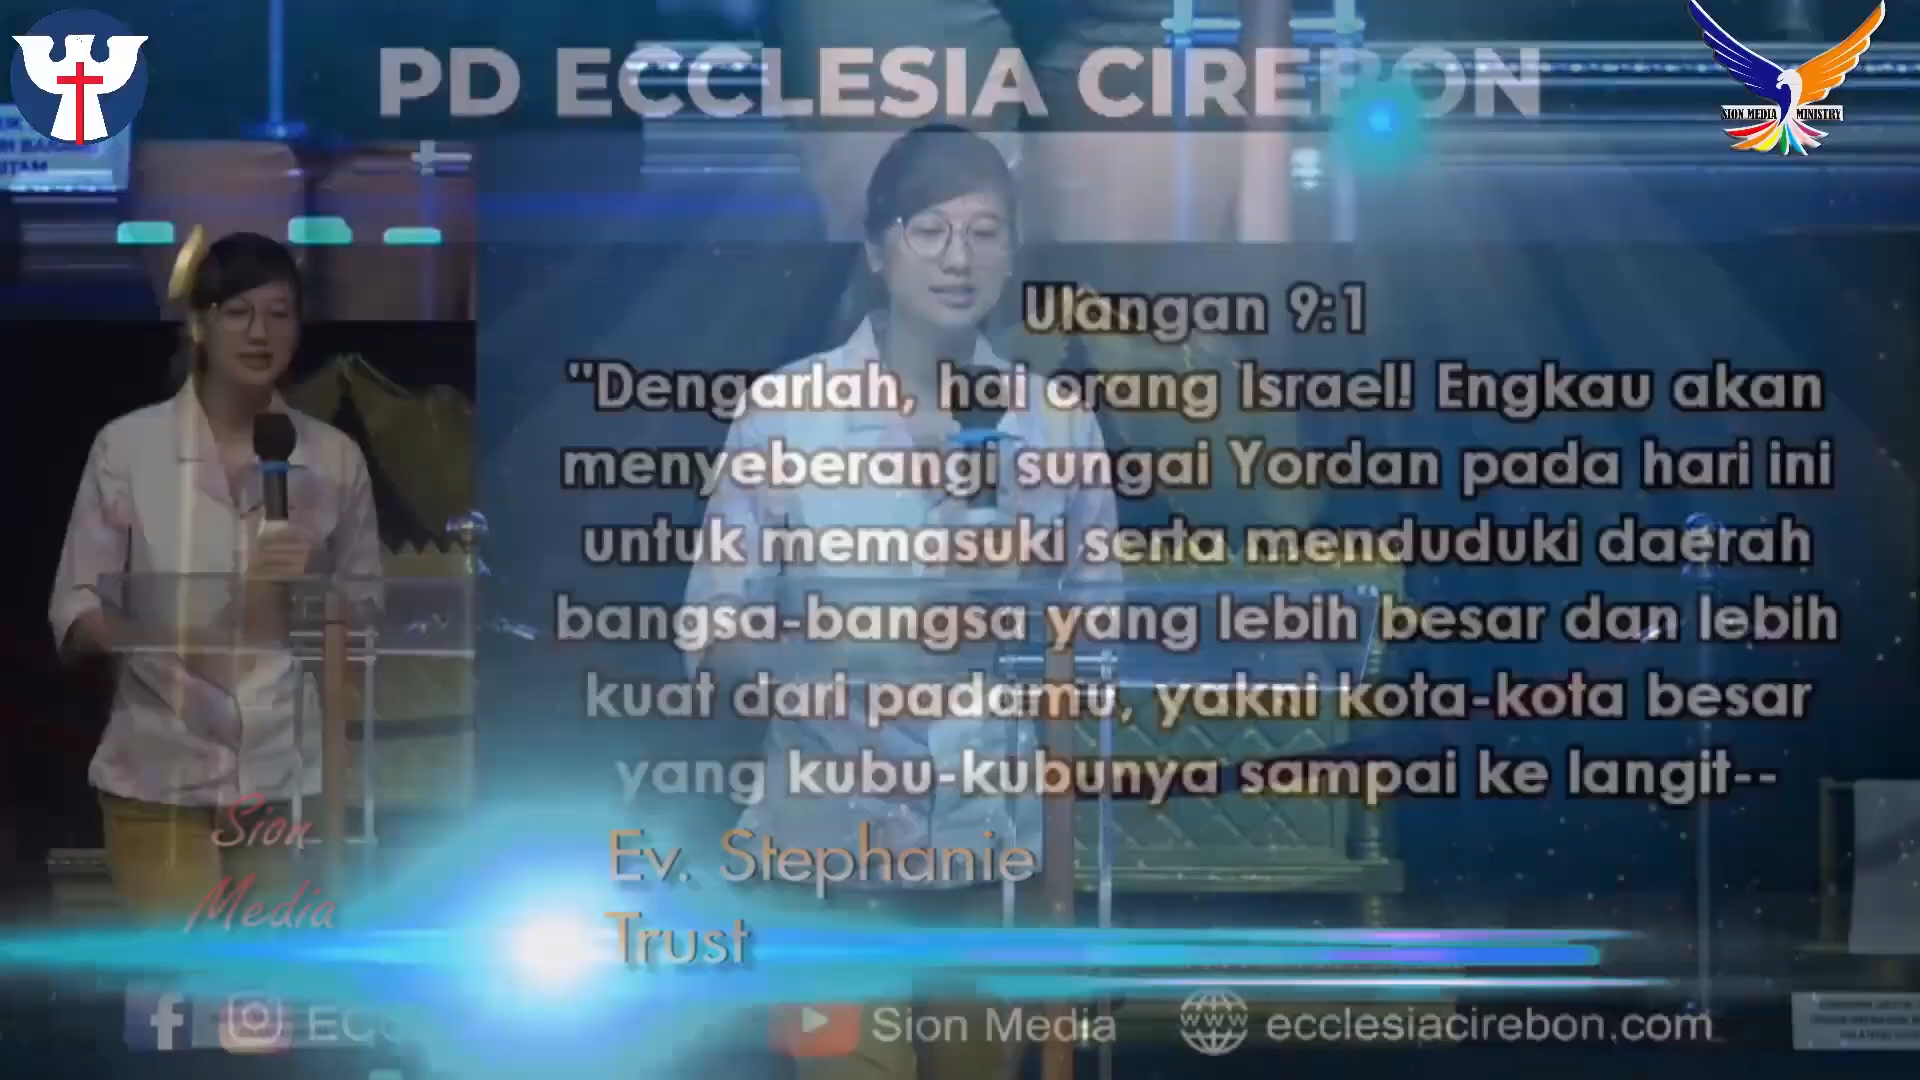 PD ECCLESIA CIREBON
SION MEDIA MINISTRY
Ulangan 9:1
"Dengarlah, hai orang Israel! Engkau akan
menyeberangi sungai Yordan pada hari ini
untuk memasuki serta menduduki daerah
bangsa-bangsa yang lebih besar dan lebih
kuat dari padamu, yakni kota-kota besar
yang kubu-kubunya sampai ke langit--
Sion
Media
Ev. Stephanie
Trust
Sion Media
www
ecclesiacirebon.com